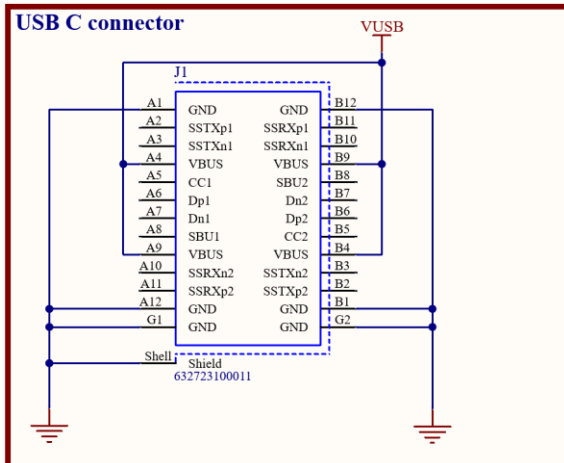 USB C connector
VUSB
J1
A1 GND GND B12
A2 SSTXp1 SSRXp1 B11
A3 SSTXn1 SSRXn1 B10
A4 VBUS VBUS B9
A5 CC1 SBU2 B8
A6 Dp1 Dn2 B7
A7 Dn1 Dp2 B6
A8 SBU1 CC2 B5
A9 VBUS VBUS B4
A10 SSRXn2 SSTXn2 B3
A11 SSRXp2 SSTXp2 B2
A12 GND GND B1
G1 GND GND G2
Shell Shield
632723100011